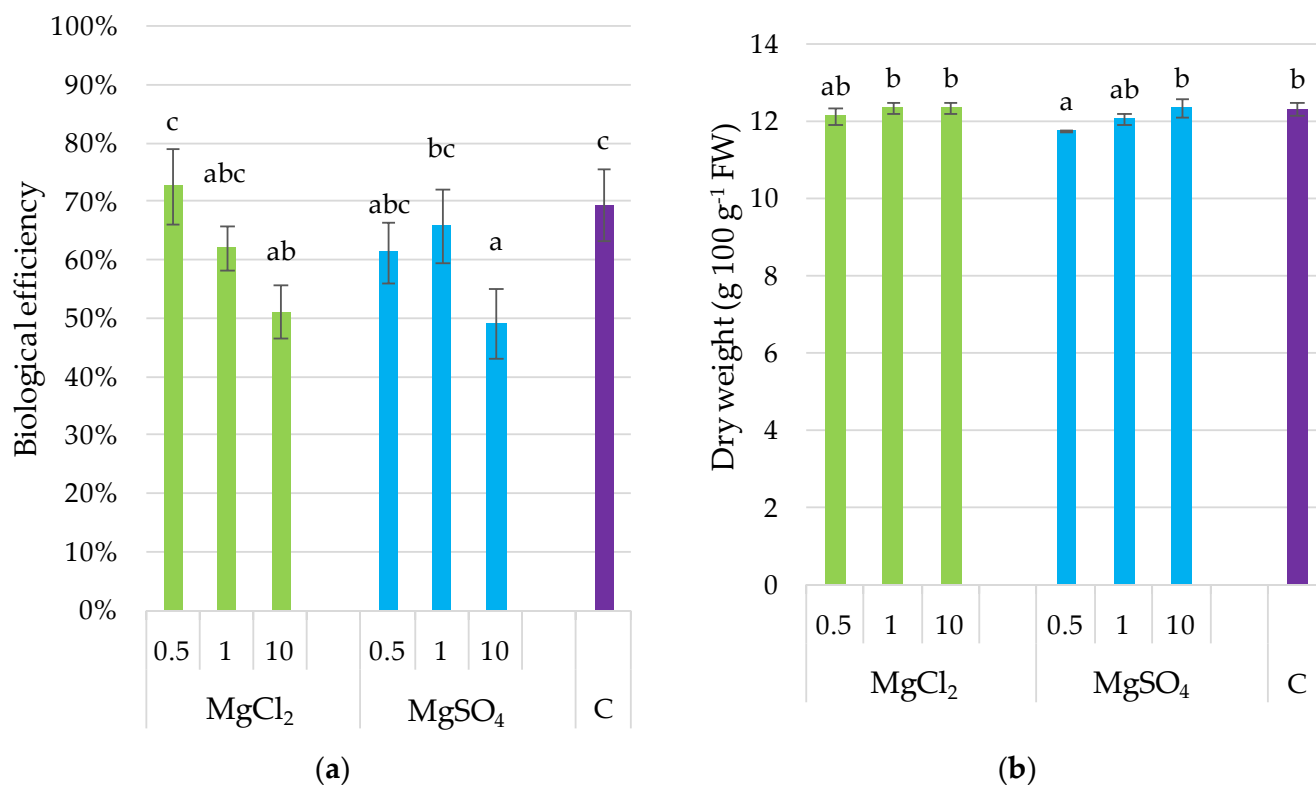 100%
90%
80%
70%
60%
50%
40%
30%
20%
10%
0%
Biological efficiency
c
abc
ab
abc
bc
a
c
0.5 1 10 0.5 1 10
MgCl₂ MgSO₄ C
(a)
14
12
10
8
6
4
2
0
Dry weight (g 100 g⁻¹ FW)
ab
b
b
a
ab
b
b
0.5 1 10 0.5 1 10
MgCl₂ MgSO₄ C
(b)